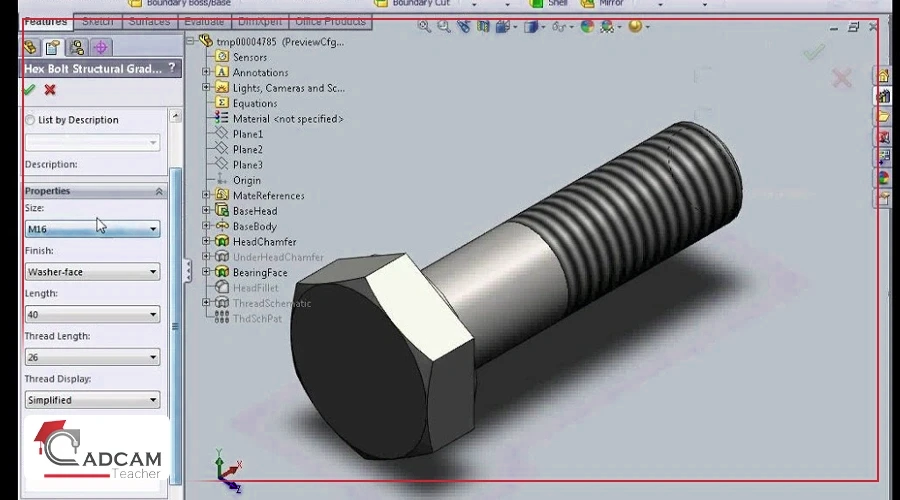 Boundary Boss/Base
Boundary Cut
Shell
Mirror
Features
Sketch
Surfaces
Evaluate
DimXpert
Office Products
Hex Bolt Structural Grad... ?
List by Description
Description:
Properties
Size:
M16
Finish:
Washer-face
Length:
40
Thread Length:
26
Thread Display:
Simplified
CADCAM
Teacher
tmp00004785 (PreviewCfg...
Sensors
Annotations
Lights, Cameras and Sc...
Equations
Material <not specified>
Plane1
Plane2
Plane3
Origin
MateReferences
BaseHead
BaseBody
HeadChamfer
UnderHeadChamfer
BearingFace
HeadFillet
ThreadSchematic
ThdSchPat
Y
X
Z